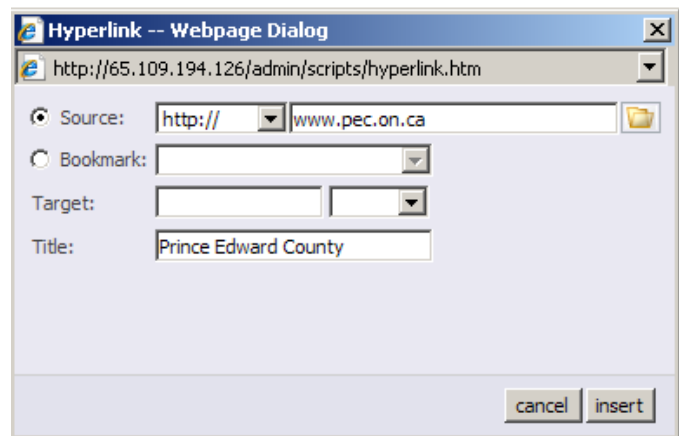 Hyperlink -- Webpage Dialog
http://65.109.194.126/admin/scripts/hyperlink.htm
Source: http:// www.pec.on.ca
Bookmark:
Target:
Title: Prince Edward County
cancel insert